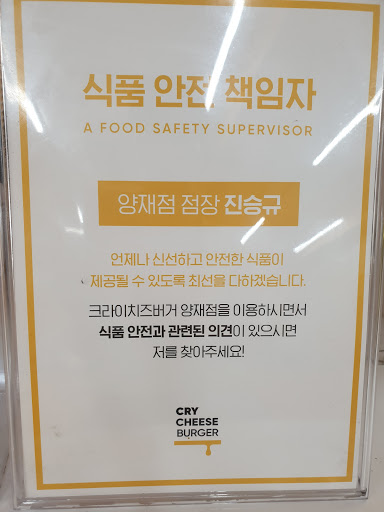 식품 안전 책임자
A FOOD SAFETY SUPERVISOR
양재점 점장 진승규
언제나 신선하고 안전한 식품이
제공될 수 있도록 최선을 다하겠습니다.
크라이치즈버거 양재점을 이용하시면서
식품 안전과 관련된 의견이 있으시면
저를 찾아주세요!
CRY
CHEESE
BURGER